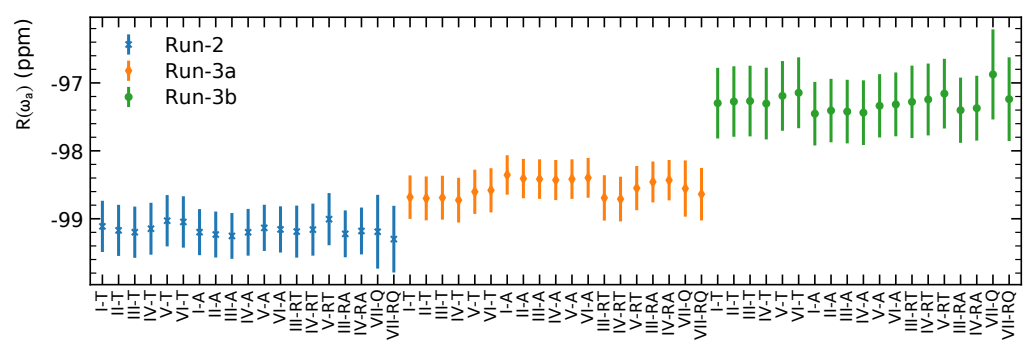 R(ωa) (ppm)
Run-2
Run-3a
Run-3b
-97
-98
-99
I-T II-T III-T IV-T V-T VI-T I-A II-A III-A IV-A V-A VI-A III-RT IV-RT V-RT III-RA IV-RA VII-Q VII-RQ I-T II-T III-T IV-T V-T VI-T I-A II-A III-A IV-A V-A VI-A III-RT IV-RT V-RT III-RA IV-RA VII-Q VII-RQ I-T II-T III-T IV-T V-T VI-T I-A II-A III-A IV-A V-A VI-A III-RT IV-RT V-RT III-RA IV-RA VII-Q VII-RQ